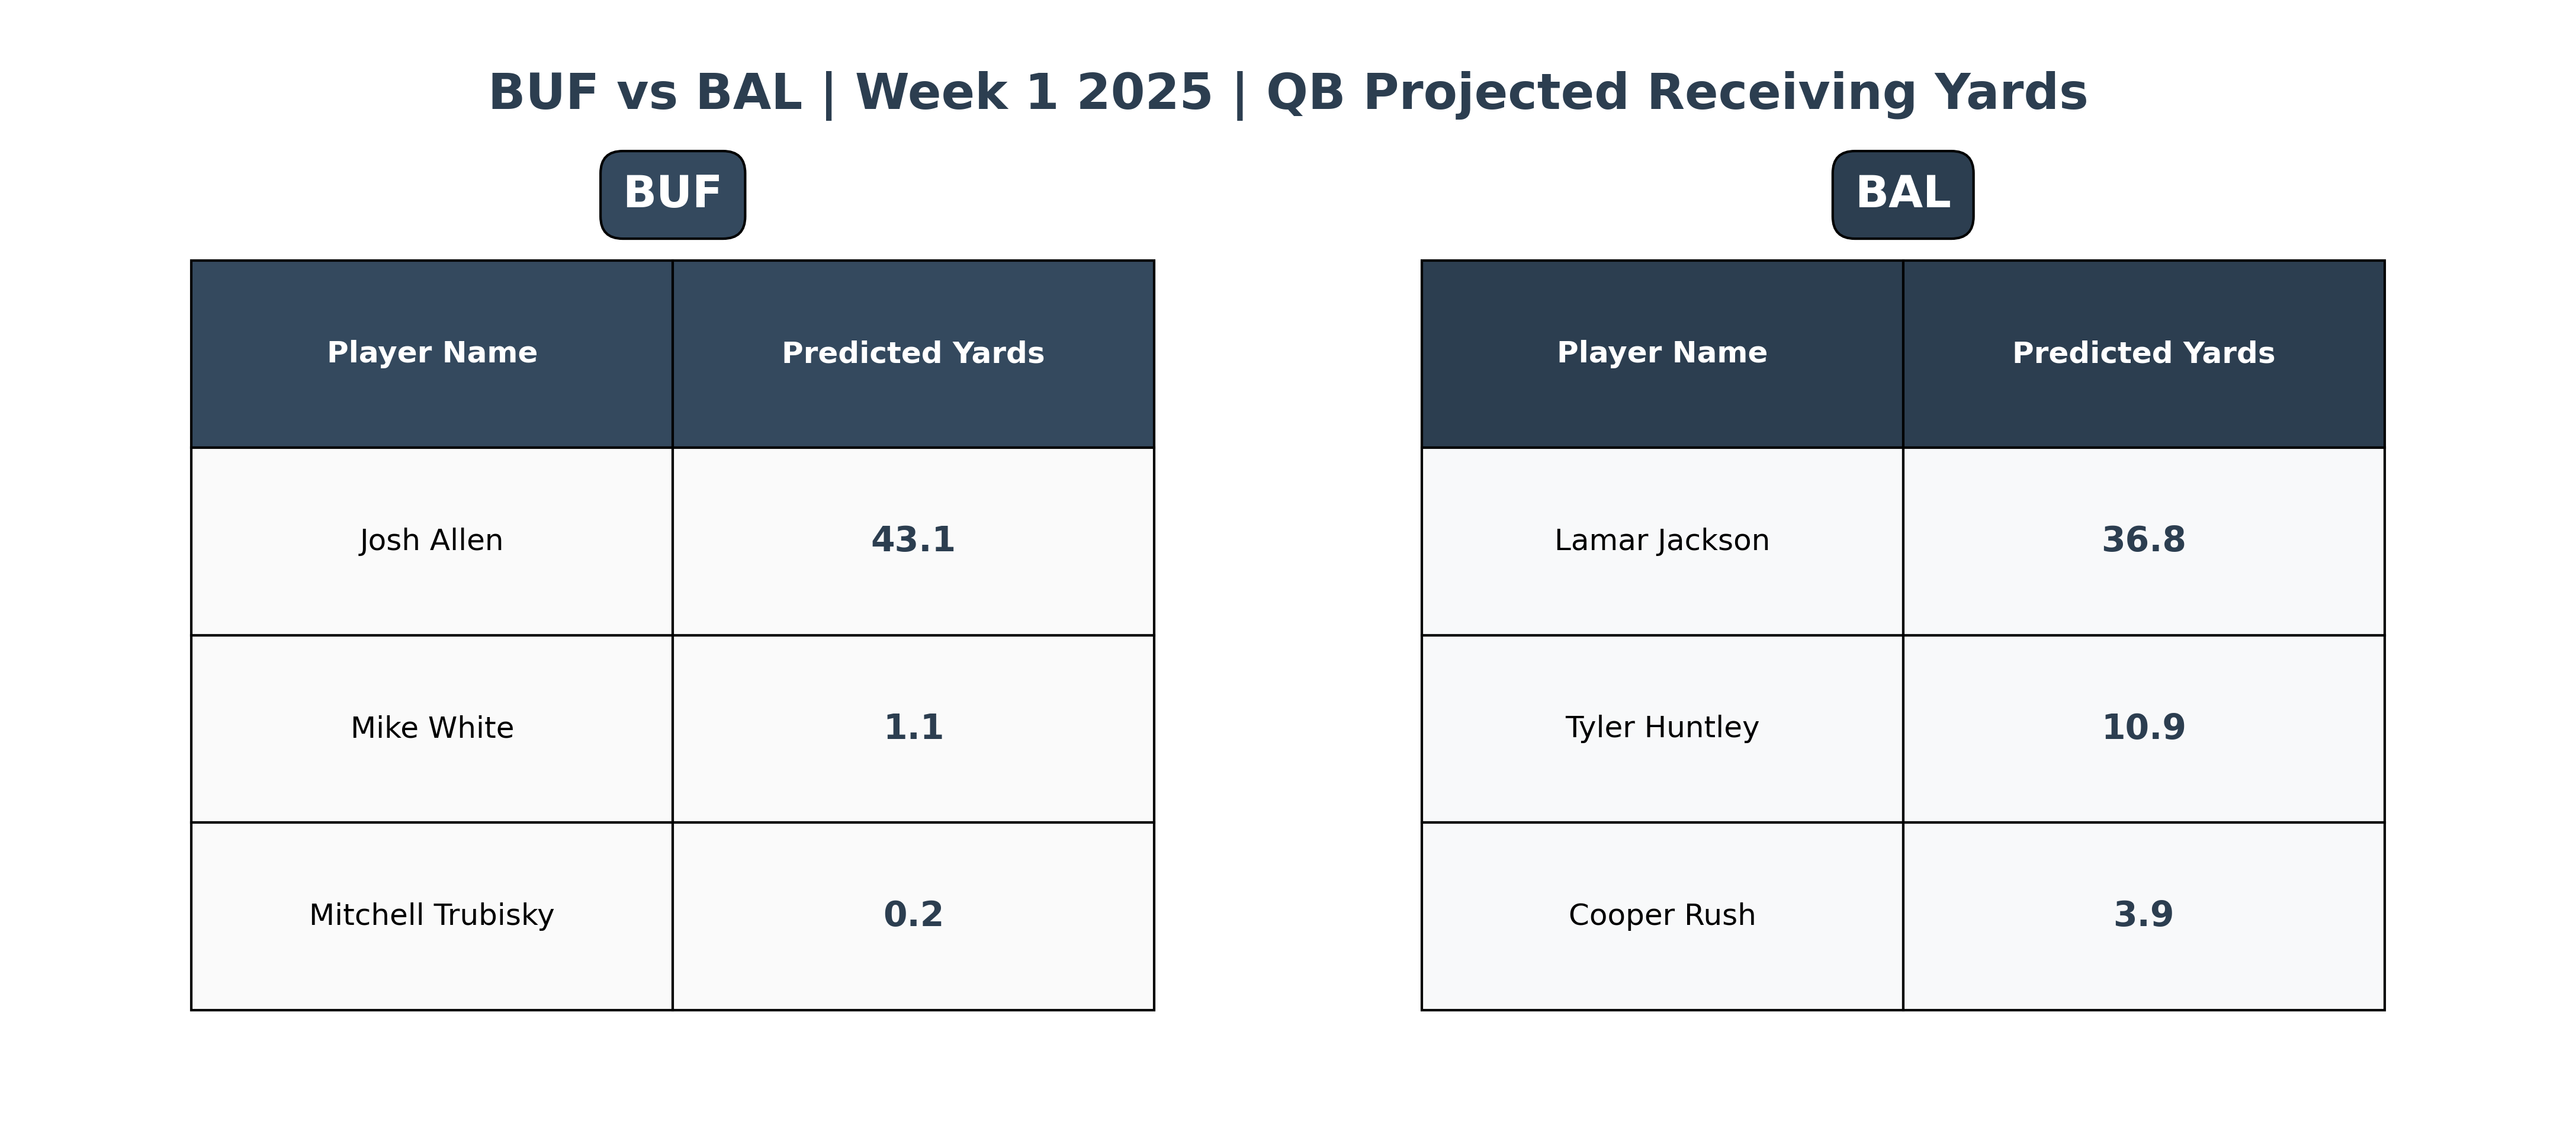 BUF vs BAL | Week 1 2025 | QB Projected Receiving Yards
BUF
Player Name Predicted Yards
Josh Allen 43.1
Mike White 1.1
Mitchell Trubisky 0.2
BAL
Player Name Predicted Yards
Lamar Jackson 36.8
Tyler Huntley 10.9
Cooper Rush 3.9